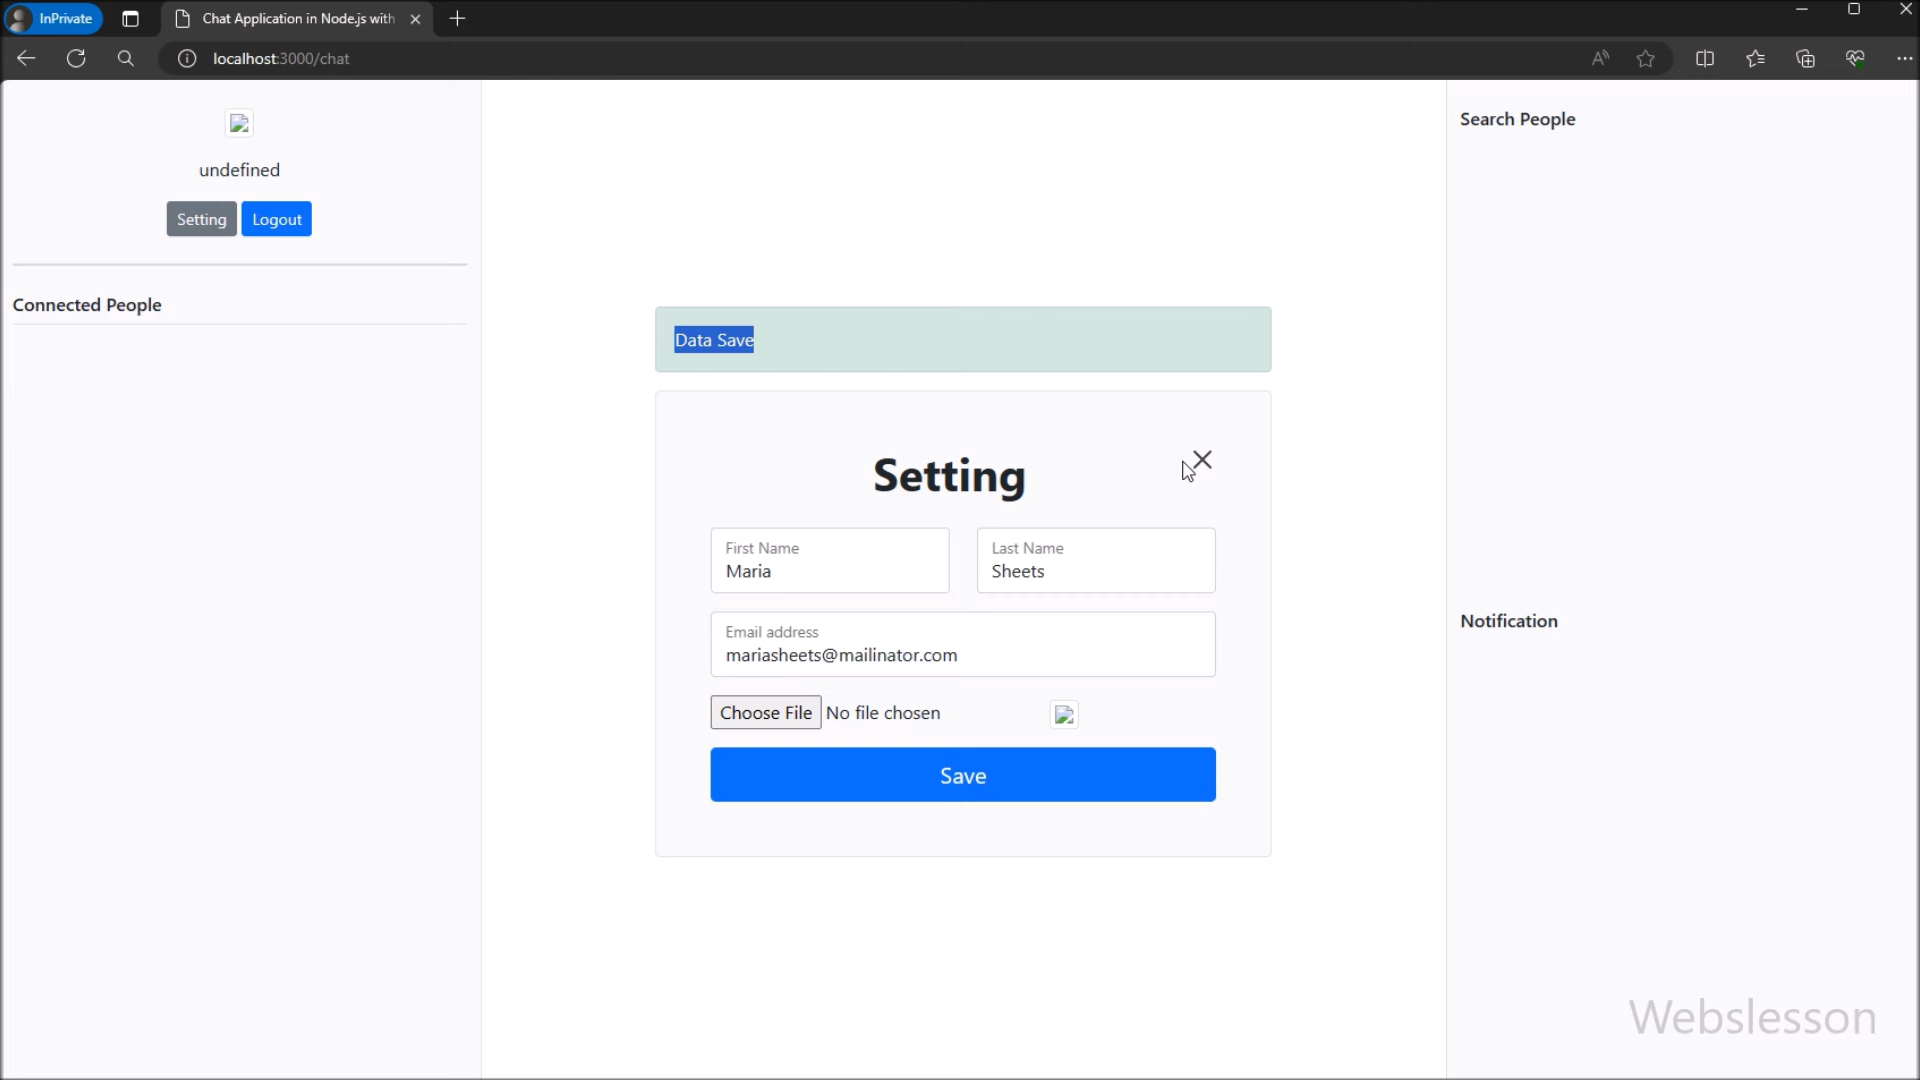 InPrivate
Chat Application in Node.js with
localhost:3000/chat
undefined
Setting Logout
Connected People
Data Save
Setting
First Name
Maria
Last Name
Sheets
Email address
mariasheets@mailinator.com
Choose File No file chosen
Save
Search People
Notification
Webslesson